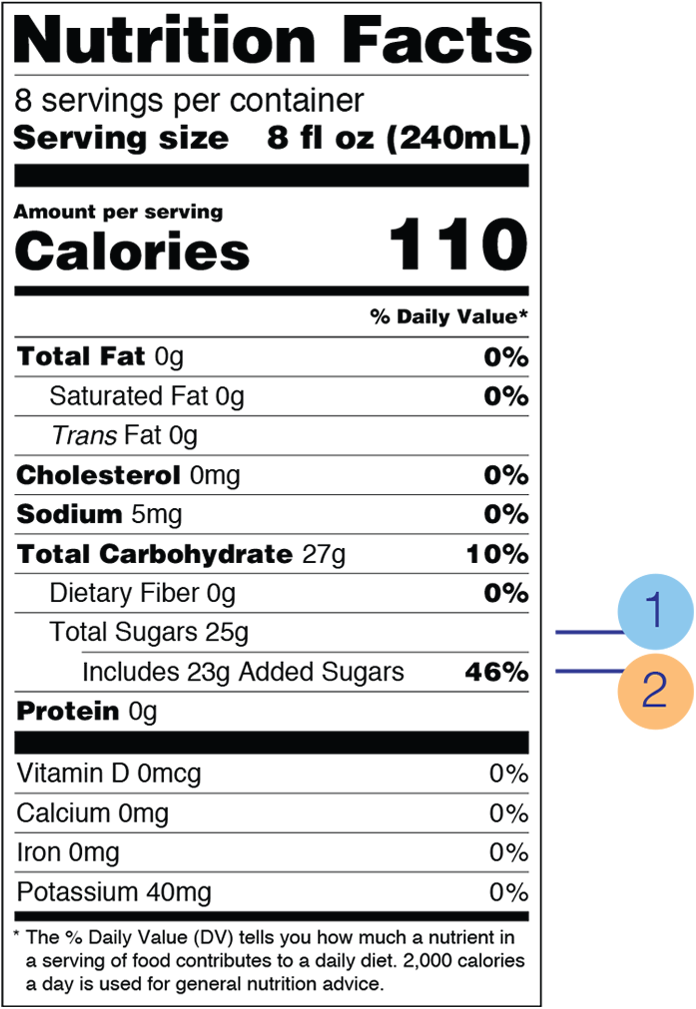 Nutrition Facts
8 servings per container
Serving size 8 fl oz (240mL)
Amount per serving
Calories 110
% Daily Value*
Total Fat 0g 0%
Saturated Fat 0g 0%
Trans Fat 0g
Cholesterol 0mg 0%
Sodium 5mg 0%
Total Carbohydrate 27g 10%
Dietary Fiber 0g 0%
Total Sugars 25g 1
Includes 23g Added Sugars 46% 2
Protein 0g
Vitamin D 0mcg 0%
Calcium 0mg 0%
Iron 0mg 0%
Potassium 40mg 0%
* The % Daily Value (DV) tells you how much a nutrient in
a serving of food contributes to a daily diet. 2,000 calories
a day is used for general nutrition advice.